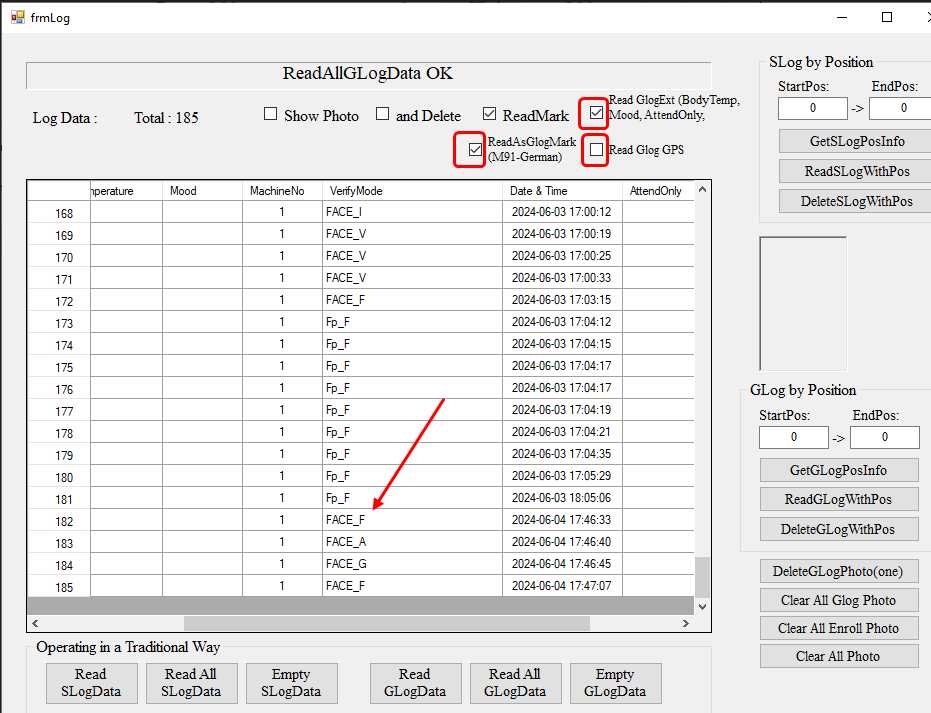 frmLog
ReadAllGLogData OK
Log Data :
Total : 185
Show Photo
and Delete
ReadMark
Read GlogExt (BodyTemp,
Mood, AttendOnly,
ReadAsGlogMark
(M91-German)
Read Glog GPS
nperature Mood MachineNo VerifyMode Date & Time AttendOnly
168 1 FACE_I 2024-06-03 17:00:12
169 1 FACE_V 2024-06-03 17:00:19
170 1 FACE_V 2024-06-03 17:00:25
171 1 FACE_V 2024-06-03 17:00:33
172 1 FACE_F 2024-06-03 17:03:15
173 1 Fp_F 2024-06-03 17:04:12
174 1 Fp_F 2024-06-03 17:04:15
175 1 Fp_F 2024-06-03 17:04:17
176 1 Fp_F 2024-06-03 17:04:17
177 1 Fp_F 2024-06-03 17:04:19
178 1 Fp_F 2024-06-03 17:04:21
179 1 Fp_F 2024-06-03 17:04:35
180 1 Fp_F 2024-06-03 17:05:29
181 1 Fp_F 2024-06-03 18:05:06
182 1 FACE_F 2024-06-04 17:46:33
183 1 FACE_A 2024-06-04 17:46:40
184 1 FACE_G 2024-06-04 17:46:45
185 1 FACE_F 2024-06-04 17:47:07
Operating in a Traditional Way
Read
SLogData
Read All
SLogData
Empty
SLogData
Read
GLogData
Read All
GLogData
Empty
GLogData
SLog by Position
StartPos: EndPos:
0 -> 0
GetSLogPosInfo
ReadSLogWithPos
DeleteSLogWithPos
GLog by Position
StartPos: EndPos:
0 -> 0
GetGLogPosInfo
ReadGLogWithPos
DeleteGLogWithPos
DeleteGLogPhoto(one)
Clear All Glog Photo
Clear All Enroll Photo
Clear All Photo